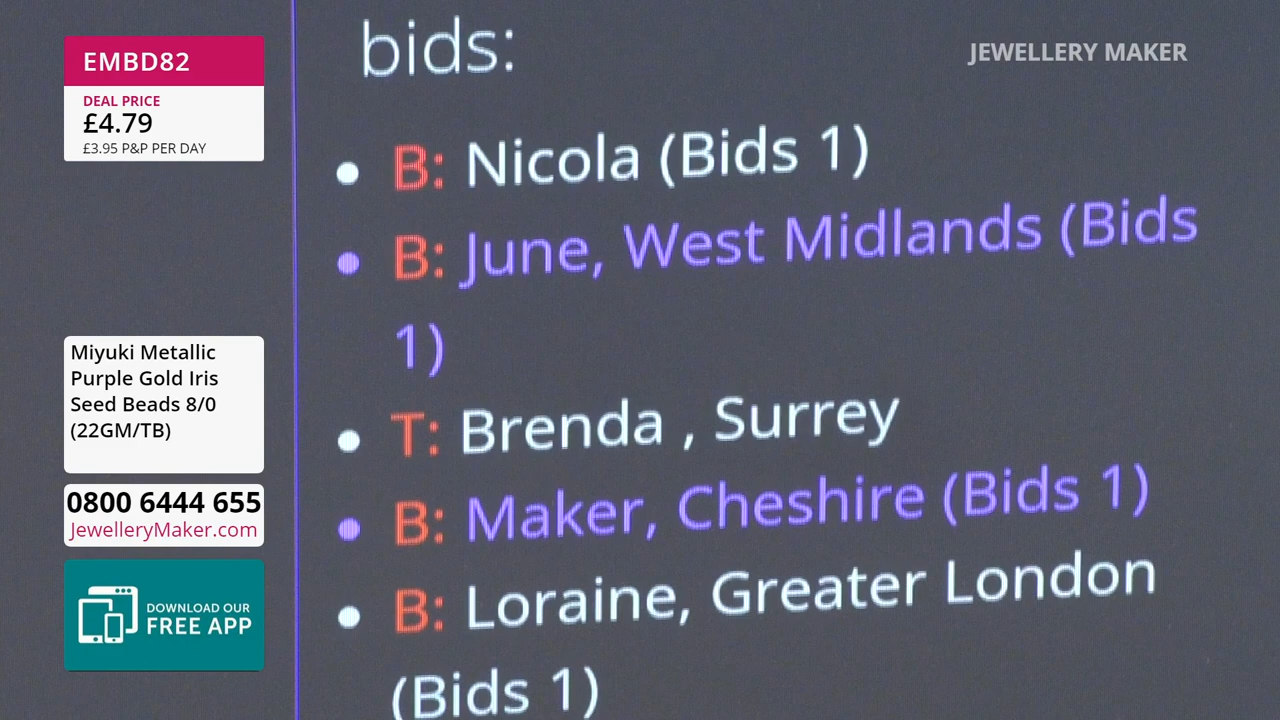 EMBD82
DEAL PRICE
£4.79
£3.95 P&P PER DAY
Miyuki Metallic
Purple Gold Iris
Seed Beads 8/0
(22GM/TB)
0800 6444 655
JewelleryMaker.com
DOWNLOAD OUR
FREE APP
JEWELLERY MAKER
bids:
B: Nicola (Bids 1)
B: June, West Midlands (Bids
1)
T: Brenda , Surrey
B: Maker, Cheshire (Bids 1)
B: Loraine, Greater London
(Bids 1)